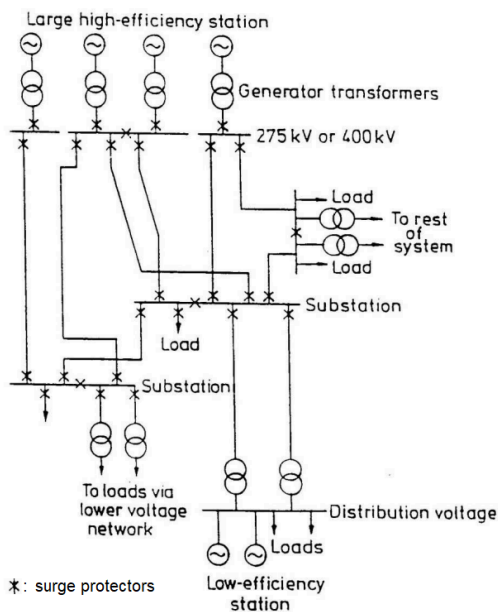 Large high-efficiency station
Generator transformers
275 kV or 400 kV
Load
To rest
of
system
Load
Substation
Load
Substation
To loads via
lower voltage
network
Distribution voltage
Loads
Low-efficiency
station
*: surge protectors